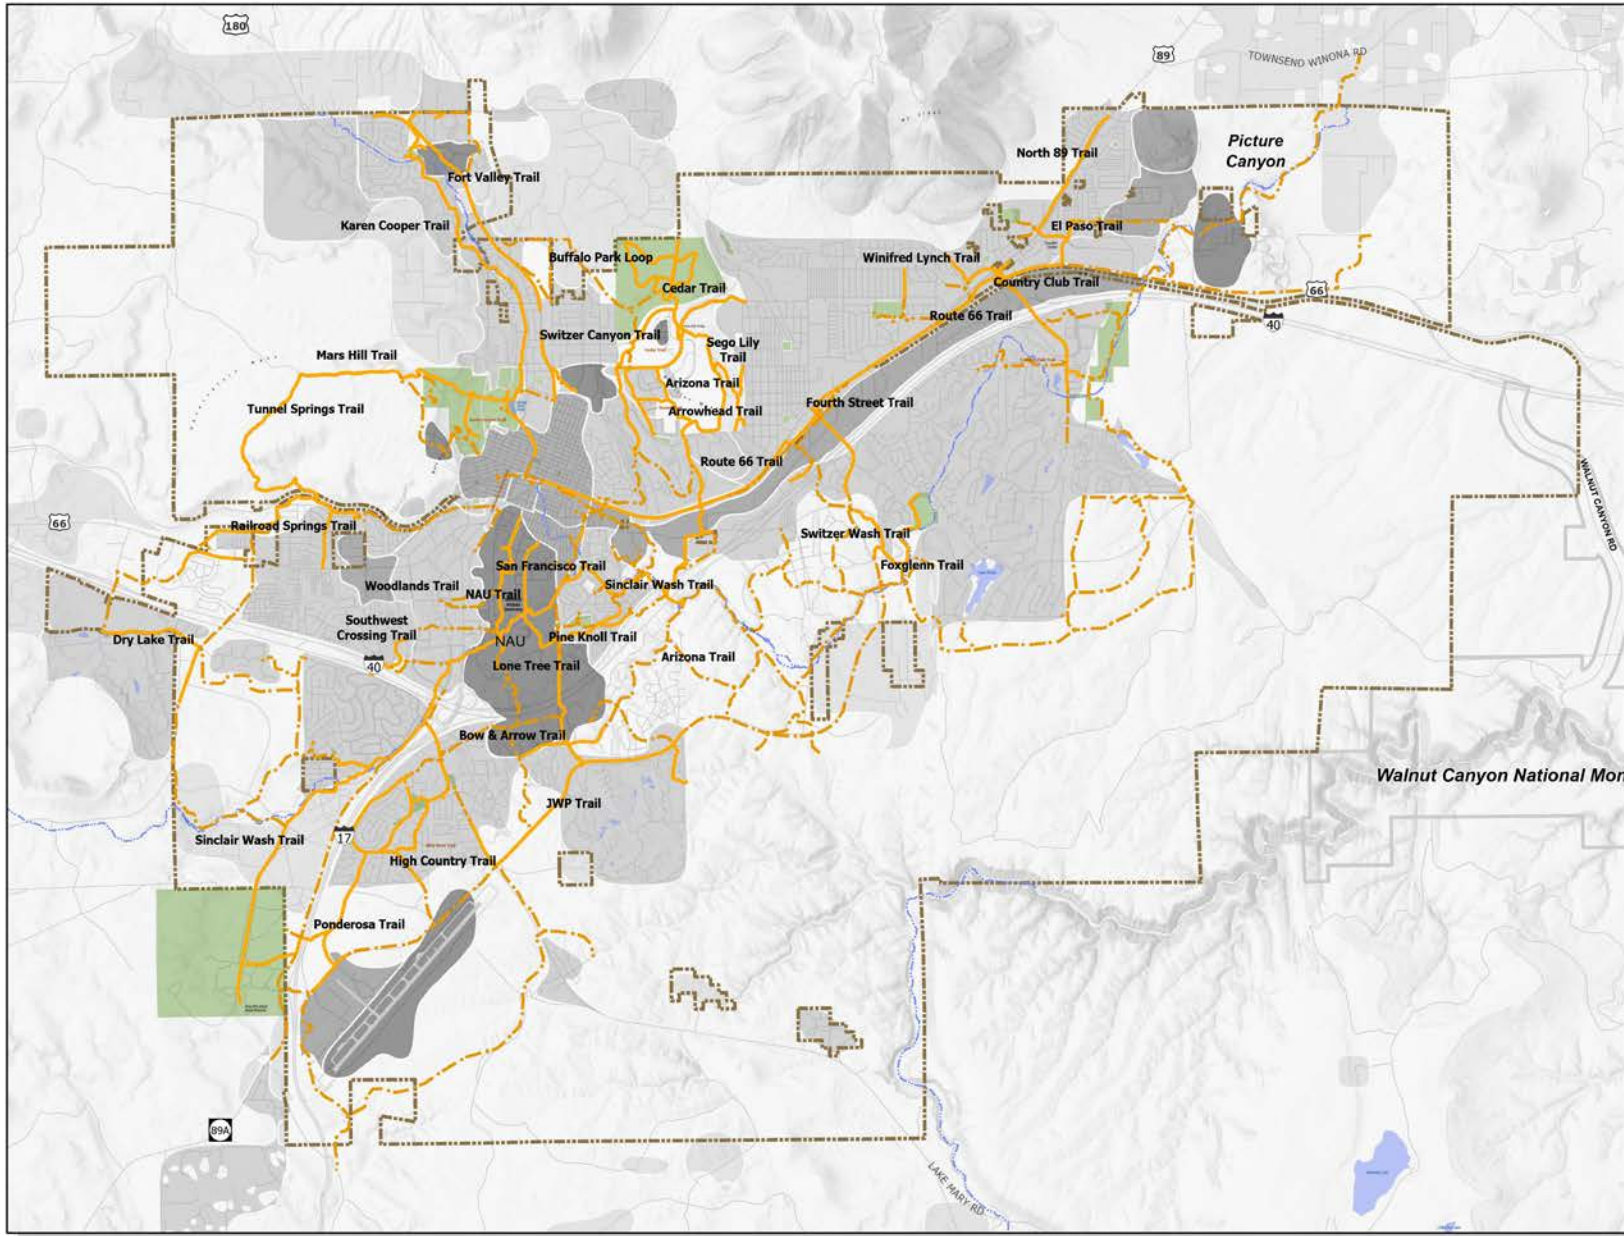 180
89
TOWNSEND WINONA RD
Picture
Canyon
North 89 Trail
Fort Valley Trail
Karen Cooper Trail
El Paso Trail
Buffalo Park Loop
Winifred Lynch Trail
Cedar Trail
Country Club Trail
66
Route 66 Trail
40
Switzer Canyon Trail
Sego Lily
Trail
Mars Hill Trail
Arizona Trail
Tunnel Springs Trail
Arrowhead Trail
Fourth Street Trail
Route 66 Trail
WALNUT CANYON RD
66
Railroad Springs Trail
Switzer Wash Trail
San Francisco Trail
Foxglenn Trail
Woodlands Trail
NAU Trail
Sinclair Wash Trail
Southwest
Crossing Trail
Dry Lake Trail
NAU
Pine Knoll Trail
40
Lone Tree Trail
Arizona Trail
Bow & Arrow Trail
Walnut Canyon National Mon
JWP Trail
Sinclair Wash Trail
17
High Country Trail
Ponderosa Trail
89A
LAKE MARY RD